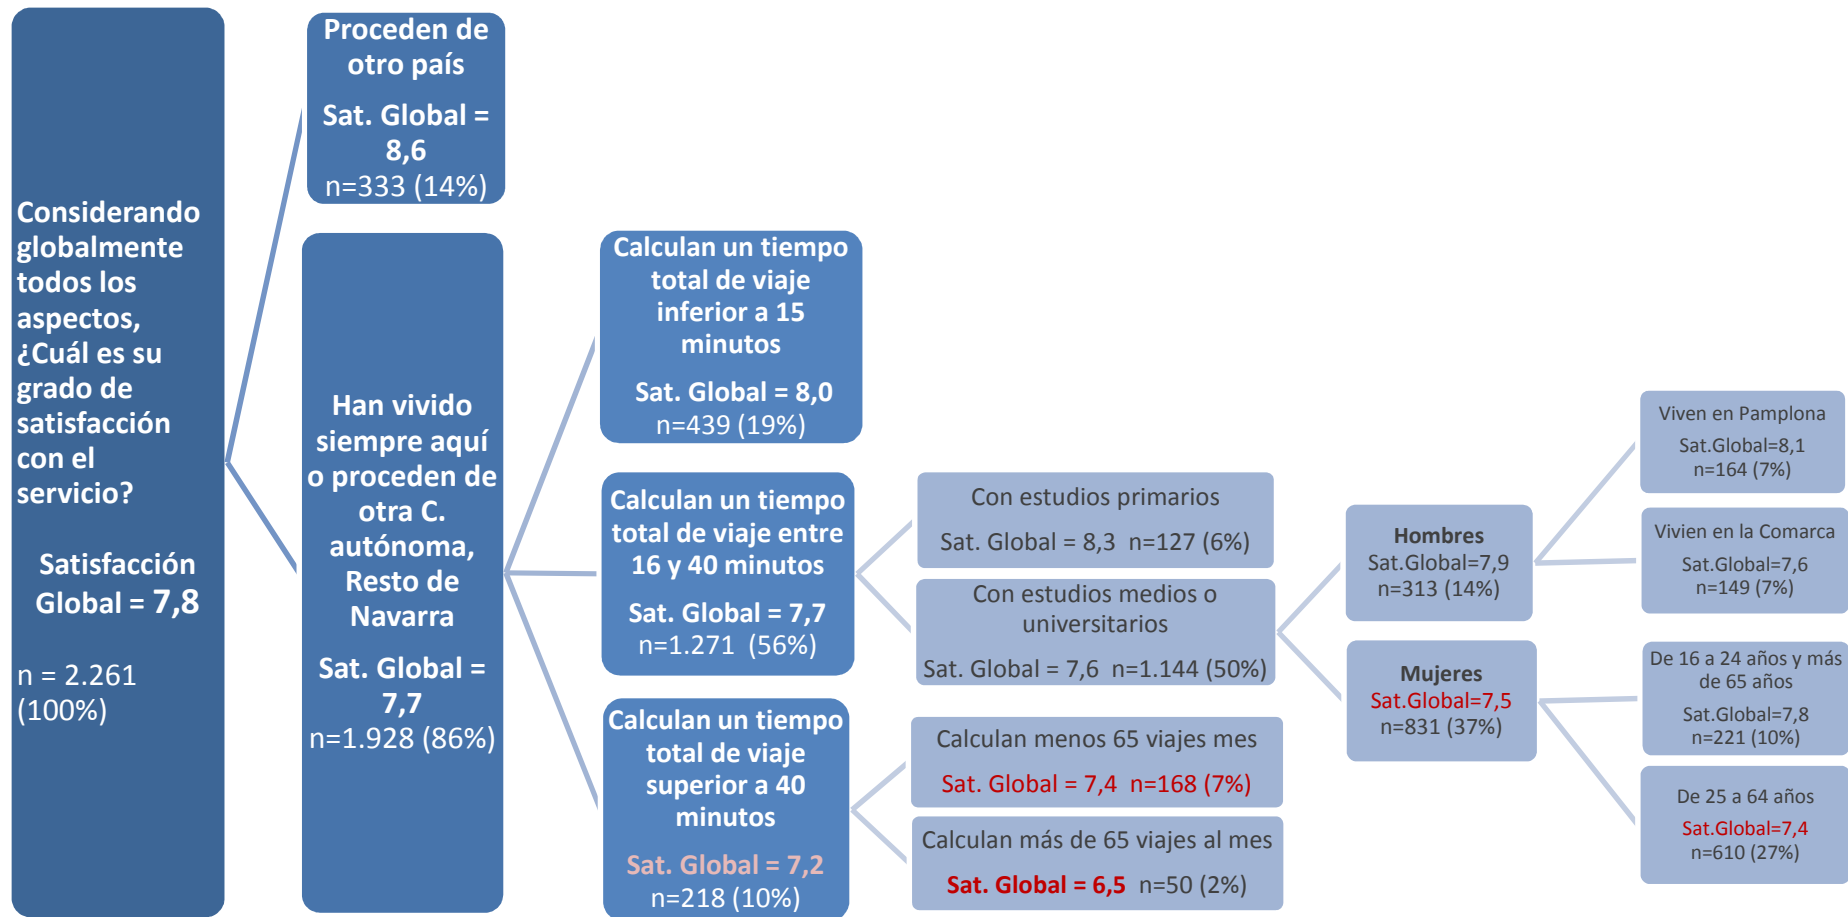 Considerando
globalmente
todos los
aspectos,
¿Cuál es su
grado de
satisfacción
con el
servicio?
Satisfacción
Global = 7,8
n = 2.261
(100%)
Proceden de
otro país
Sat. Global =
8,6
n=333 (14%)
Han vivido
siempre aquí
o proceden de
otra C.
autónoma,
Resto de
Navarra
Sat. Global =
7,7
n=1.928 (86%)
Calculan un tiempo
total de viaje
inferior a 15
minutos
Sat. Global = 8,0
n=439 (19%)
Calculan un tiempo
total de viaje entre
16 y 40 minutos
Sat. Global = 7,7
n=1.271 (56%)
Calculan un tiempo
total de viaje
superior a 40
minutos
Sat. Global = 7,2
n=218 (10%)
Con estudios primarios
Sat. Global = 8,3 n=127 (6%)
Con estudios medios o
universitarios
Sat. Global = 7,6 n=1.144 (50%)
Calculan menos 65 viajes mes
Sat. Global = 7,4 n=168 (7%)
Calculan más de 65 viajes al mes
Sat. Global = 6,5 n=50 (2%)
Hombres
Sat.Global=7,9
n=313 (14%)
Mujeres
Sat.Global=7,5
n=831 (37%)
Viven en Pamplona
Sat.Global=8,1
n=164 (7%)
Vivien en la Comarca
Sat.Global=7,6
n=149 (7%)
De 16 a 24 años y más
de 65 años
Sat.Global=7,8
n=221 (10%)
De 25 a 64 años
Sat.Global=7,4
n=610 (27%)